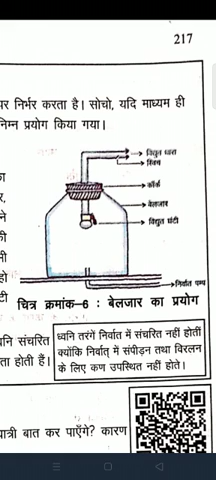 217
पर निर्भर करता है। सोचो, यदि माध्यम ही
निम्न प्रयोग किया गया।
विद्युत धारा
स्विच
कॉर्क
बेलजार
विद्युत घंटी
निर्वात पम्प
चित्र क्रमांक–6 : बेलजार का प्रयोग
ध्वनि तरंगें निर्वात में संचरित नहीं होतीं
क्योंकि निर्वात् में संपीड़न तथा विरलन
के लिए कण उपस्थित नहीं होते।
ध्वनि संचरित
ता होती हैं।
यात्री बात कर पाएँगे? कारण